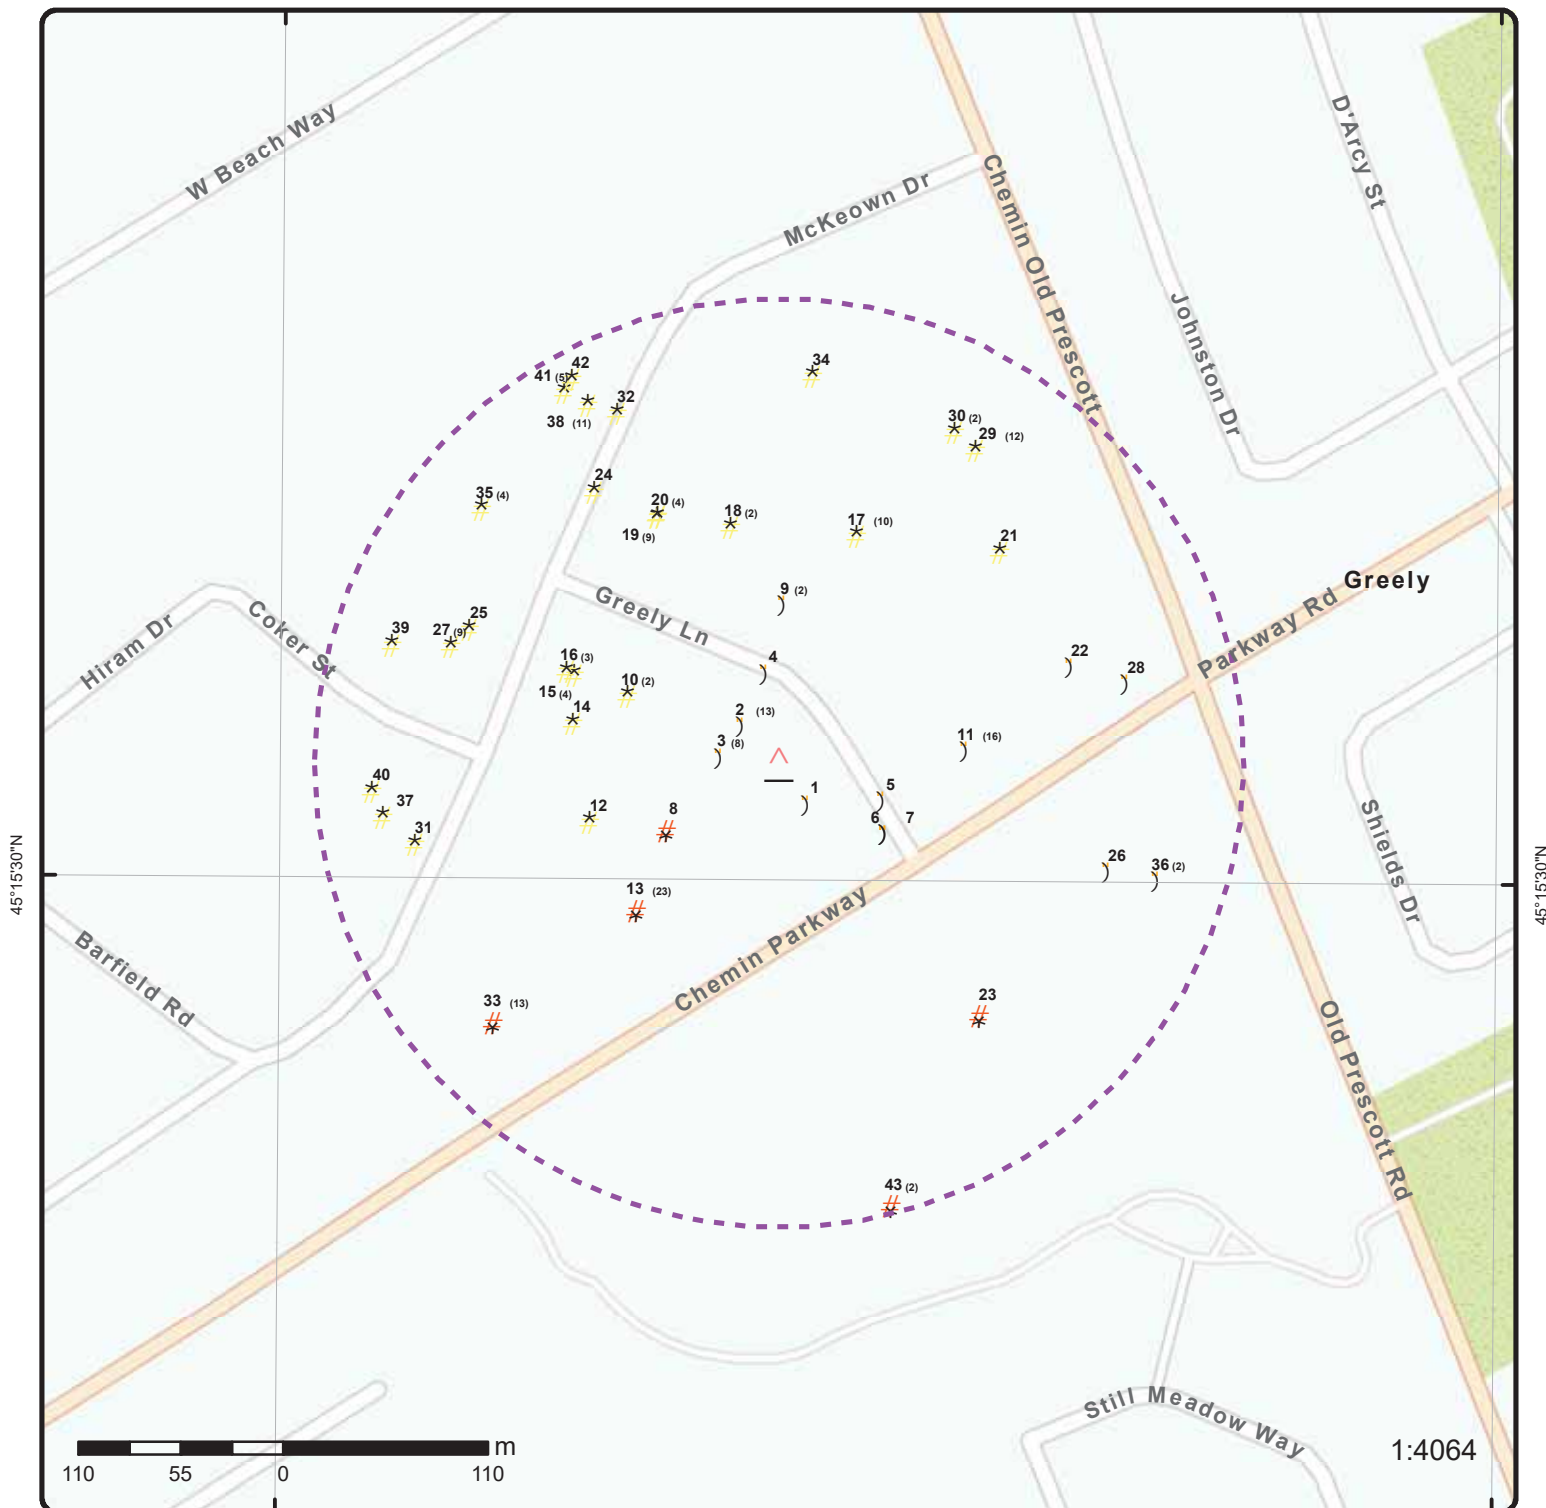 W Beach Way
McKeown Dr
Chemin Old Prescott
D'Arcy St
Johnston Dr
42
41 (5)
38 (11)
32
34
30 (2)
29 (12)
24
35 (4)
20 (4)
19 (9)
18 (2)
17 (10)
21
Greely
Parkway Rd
9 (2)
Greely Ln
Hiram Dr
Coker St
39
27 (9)
25
16 (3)
15 (4)
14
10 (2)
4
22
28
2 (13)
3 (8)
11 (16)
40
37
31
12
8
1
5
6
7
26
36 (2)
Shields Dr
45°15'30"N
45°15'30"N
13 (23)
Chemin Parkway
Barfield Rd
33 (13)
23
Old Prescott Rd
43 (2)
Still Meadow Way
m
110 55 0 110
1:4064